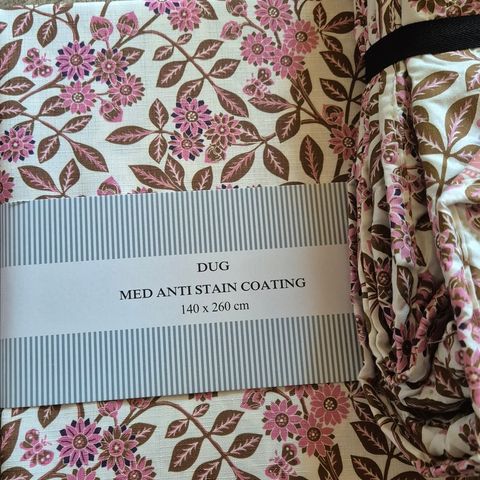 DUG
MED ANTI STAIN COATING
140 x 260 cm